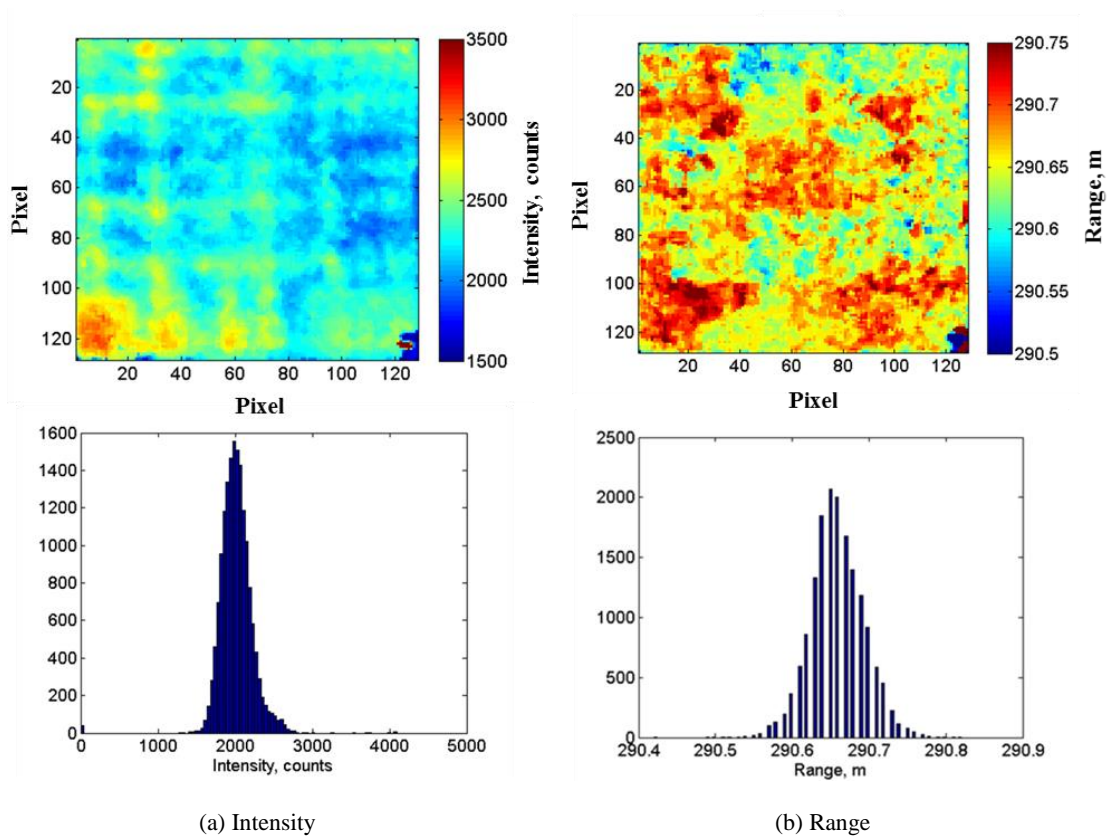 3500
3000
2500
2000
1500
Intensity, counts
20
40
60
80
100
120
Pixel
20 40 60 80 100 120
Pixel
290.75
290.7
290.65
290.6
290.55
290.5
Range, m
20
40
60
80
100
120
Pixel
20 40 60 80 100 120
Pixel
1600
1400
1200
1000
800
600
400
200
0
0 1000 2000 3000 4000 5000
Intensity, counts
2500
2000
1500
1000
500
0
290.4 290.5 290.6 290.7 290.8 290.9
Range, m
(a) Intensity
(b) Range